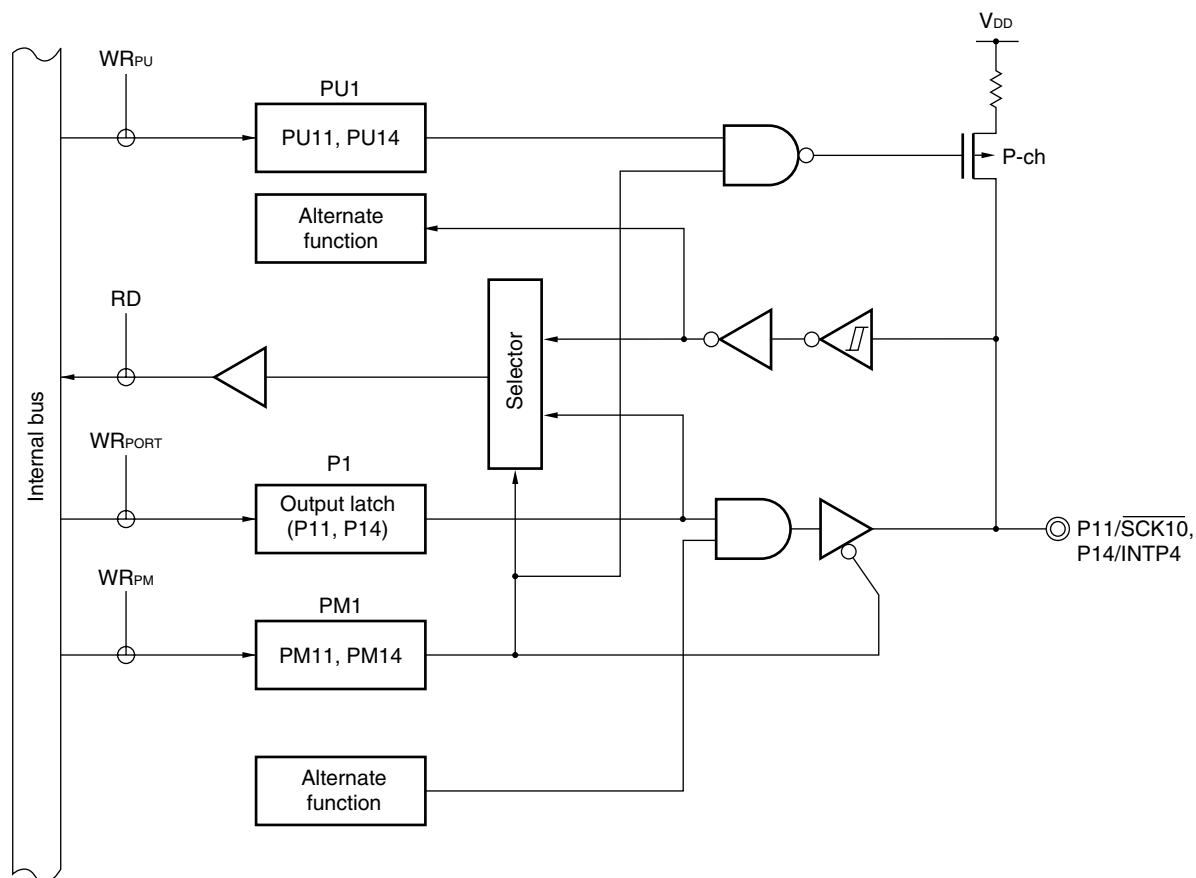 VDD
WRPU
PU1
PU11, PU14
P-ch
Alternate
function
RD
Selector
Internal bus
WRPORT
P1
Output latch
(P11, P14)
P11/SCK10,
P14/INTP4
WRPM
PM1
PM11, PM14
Alternate
function